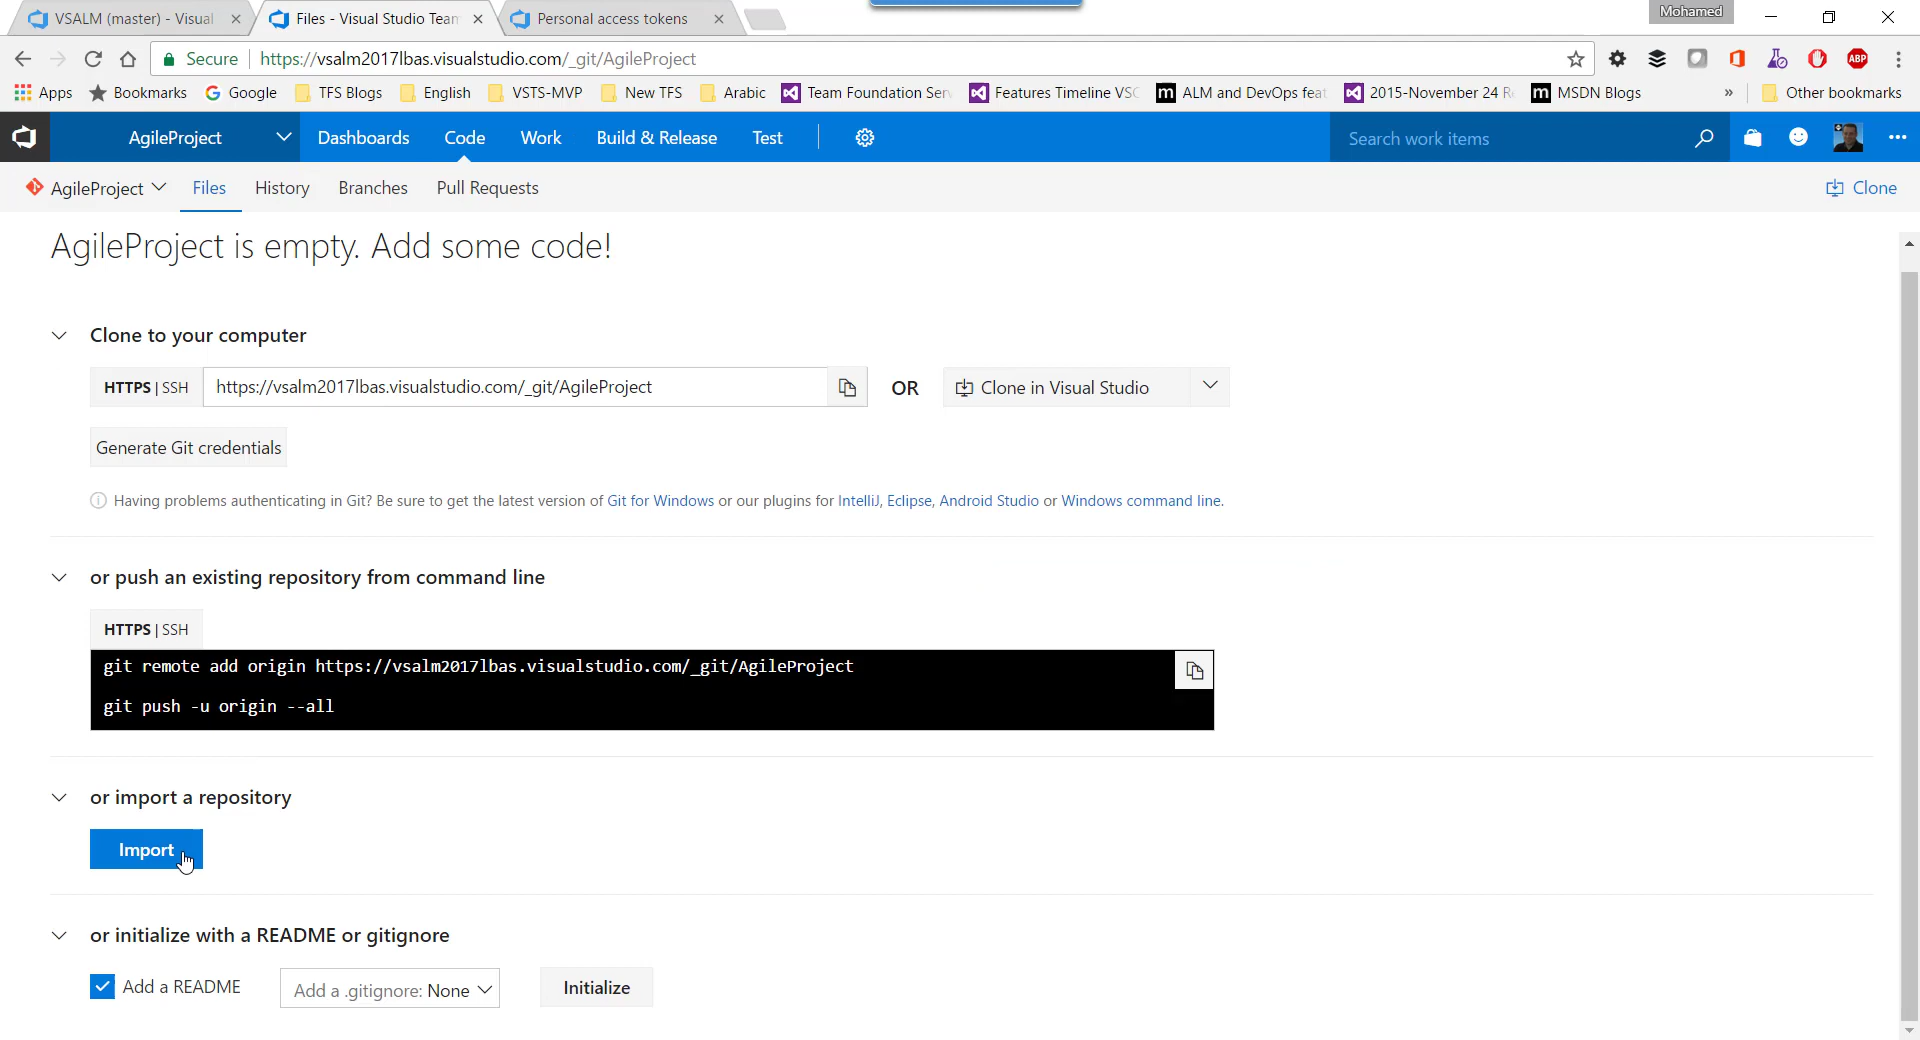 VSALM (master) - Visual
Files - Visual Studio Team
Personal access tokens
Mohamed
Secure
https://vsalm2017lbas.visualstudio.com/_git/AgileProject
ABP
Apps
Bookmarks
Google
TFS Blogs
English
VSTS-MVP
New TFS
Arabic
Team Foundation Serv
Features Timeline VSC
m
ALM and DevOps feat
2015-November 24 R
m
MSDN Blogs
»
Other bookmarks
AgileProject
Dashboards
Code
Work
Build & Release
Test
Search work items
AgileProject
Files
History
Branches
Pull Requests
Clone
AgileProject is empty. Add some code!
Clone to your computer
HTTPS | SSH
https://vsalm2017lbas.visualstudio.com/_git/AgileProject
OR
Clone in Visual Studio
Generate Git credentials
Having problems authenticating in Git? Be sure to get the latest version of Git for Windows or our plugins for IntelliJ, Eclipse, Android Studio or Windows command line.
or push an existing repository from command line
HTTPS | SSH
git remote add origin https://vsalm2017lbas.visualstudio.com/_git/AgileProject
git push -u origin --all
or import a repository
Import
or initialize with a README or gitignore
Add a README
Add a .gitignore: None
Initialize